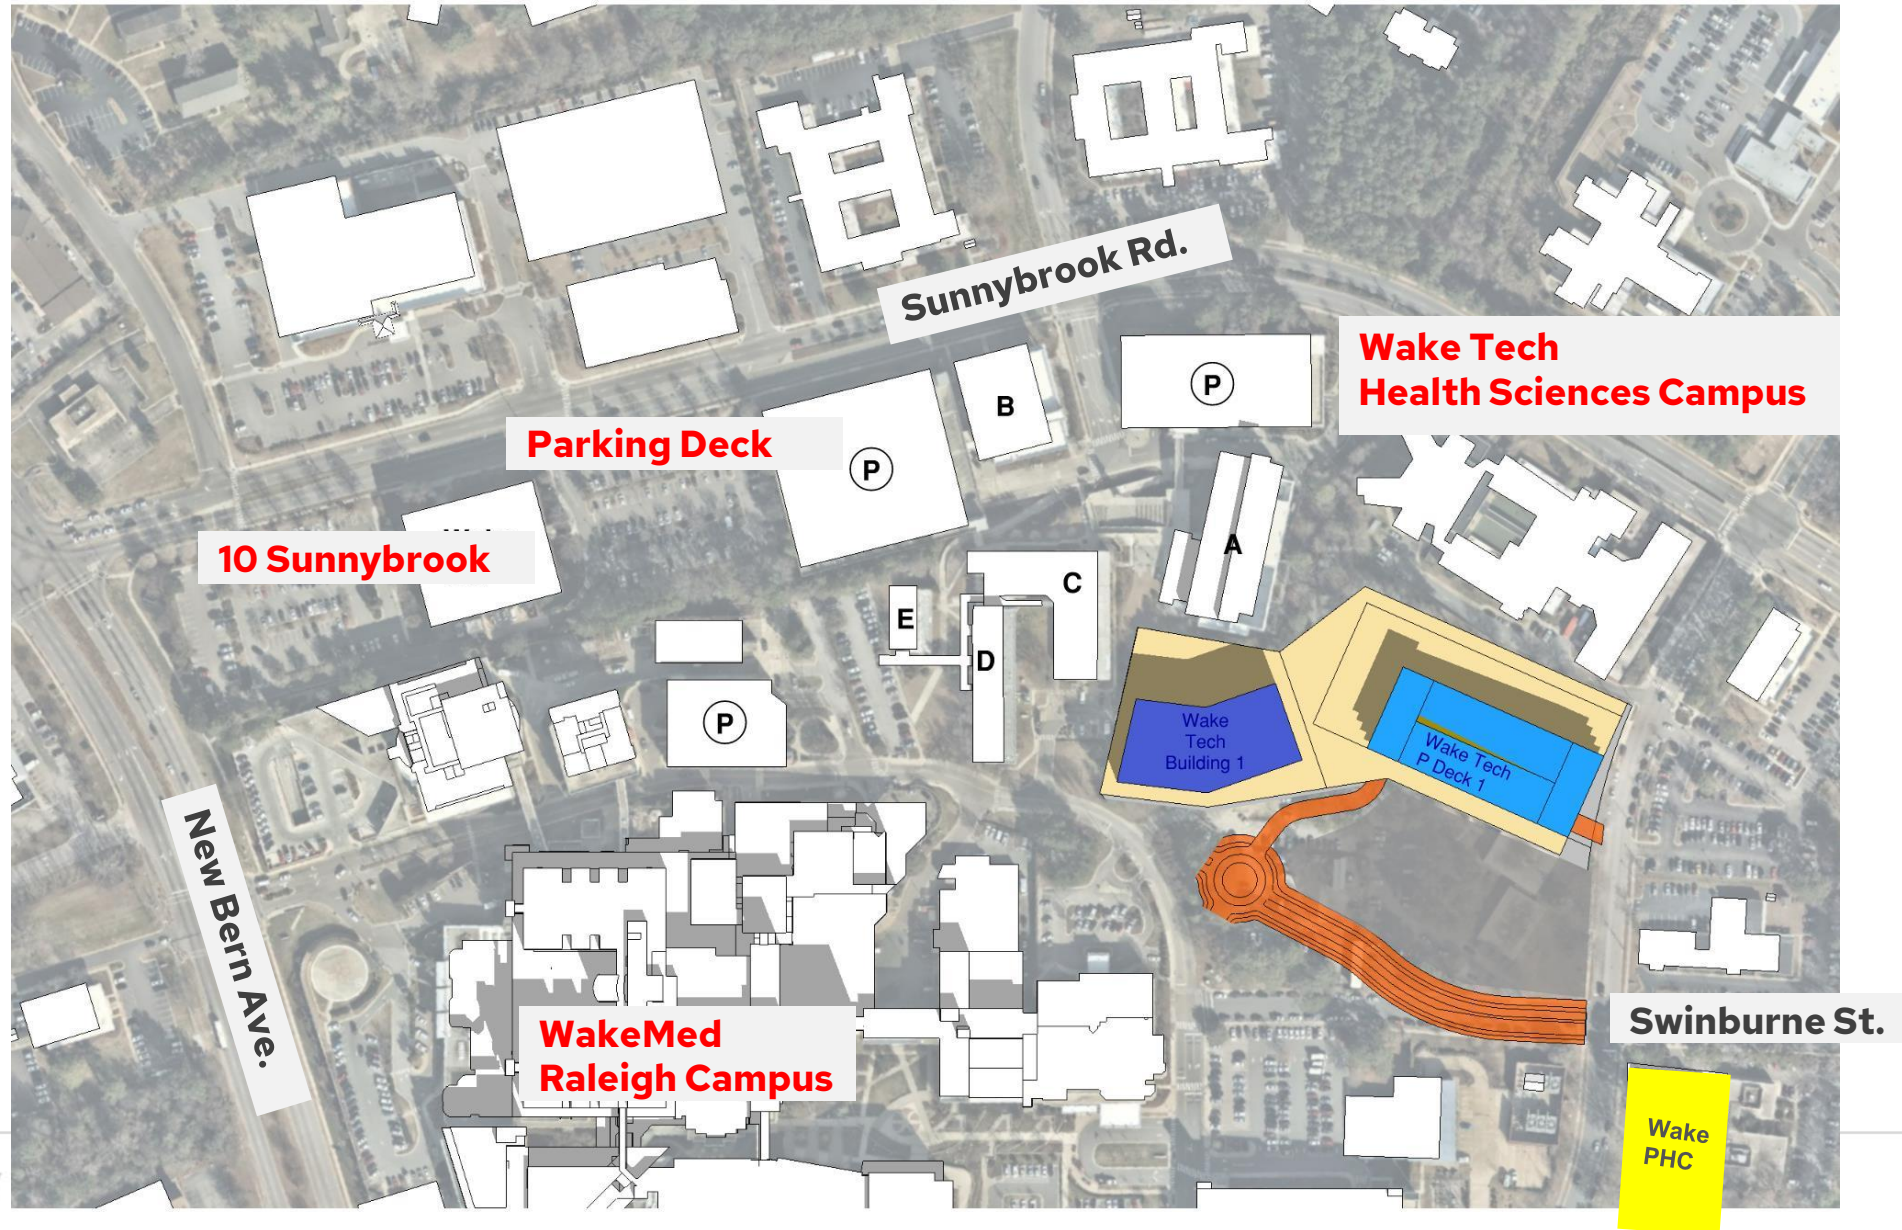 Sunnybrook Rd.
Wake Tech
Health Sciences Campus
P
B
Parking Deck
P
10 Sunnybrook
A
C
E
D
P
Wake
Tech
Building 1
Wake Tech
P Deck 1
New Bern Ave.
WakeMed
Raleigh Campus
Swinburne St.
Wake
PHC